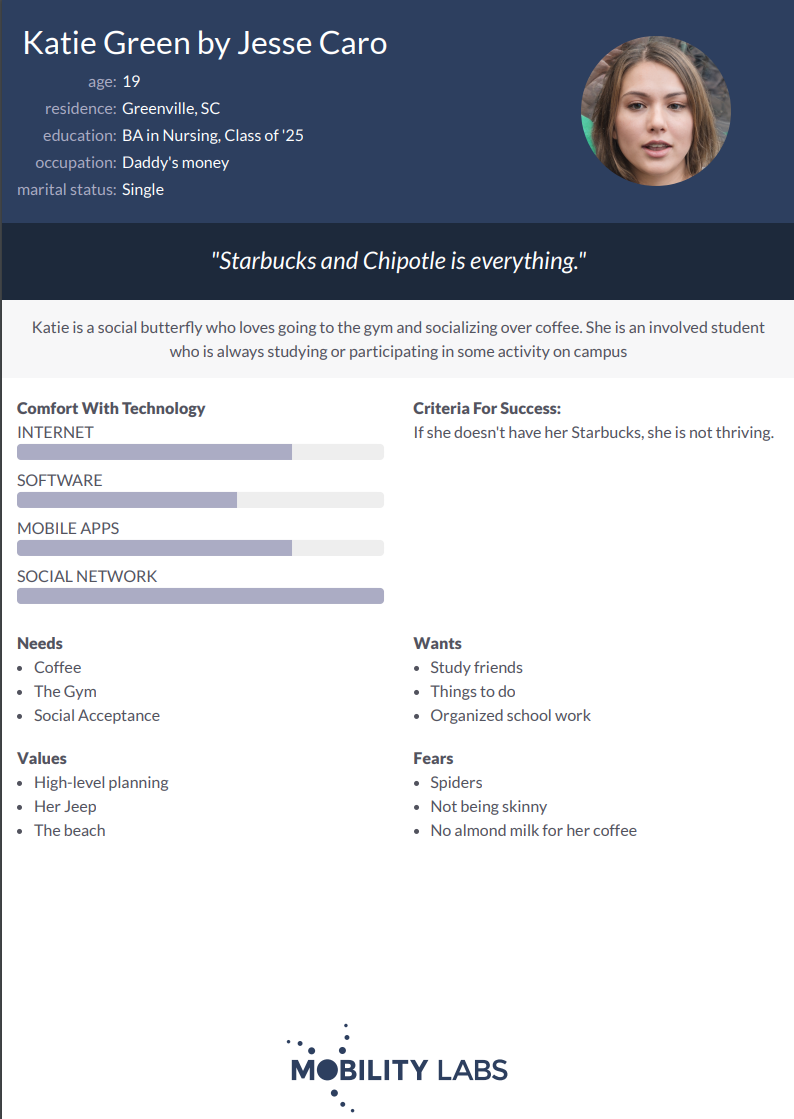 Katie Green by Jesse Caro
age: 19
residence: Greenville, SC
education: BA in Nursing, Class of '25
occupation: Daddy's money
marital status: Single
"Starbucks and Chipotle is everything."
Katie is a social butterfly who loves going to the gym and socializing over coffee. She is an involved student
who is always studying or participating in some activity on campus
Comfort With Technology
INTERNET
SOFTWARE
MOBILE APPS
SOCIAL NETWORK
Criteria For Success:
If she doesn't have her Starbucks, she is not thriving.
Needs
• Coffee
• The Gym
• Social Acceptance
Wants
• Study friends
• Things to do
• Organized school work
Values
• High-level planning
• Her Jeep
• The beach
Fears
• Spiders
• Not being skinny
• No almond milk for her coffee
MOBILITY LABS